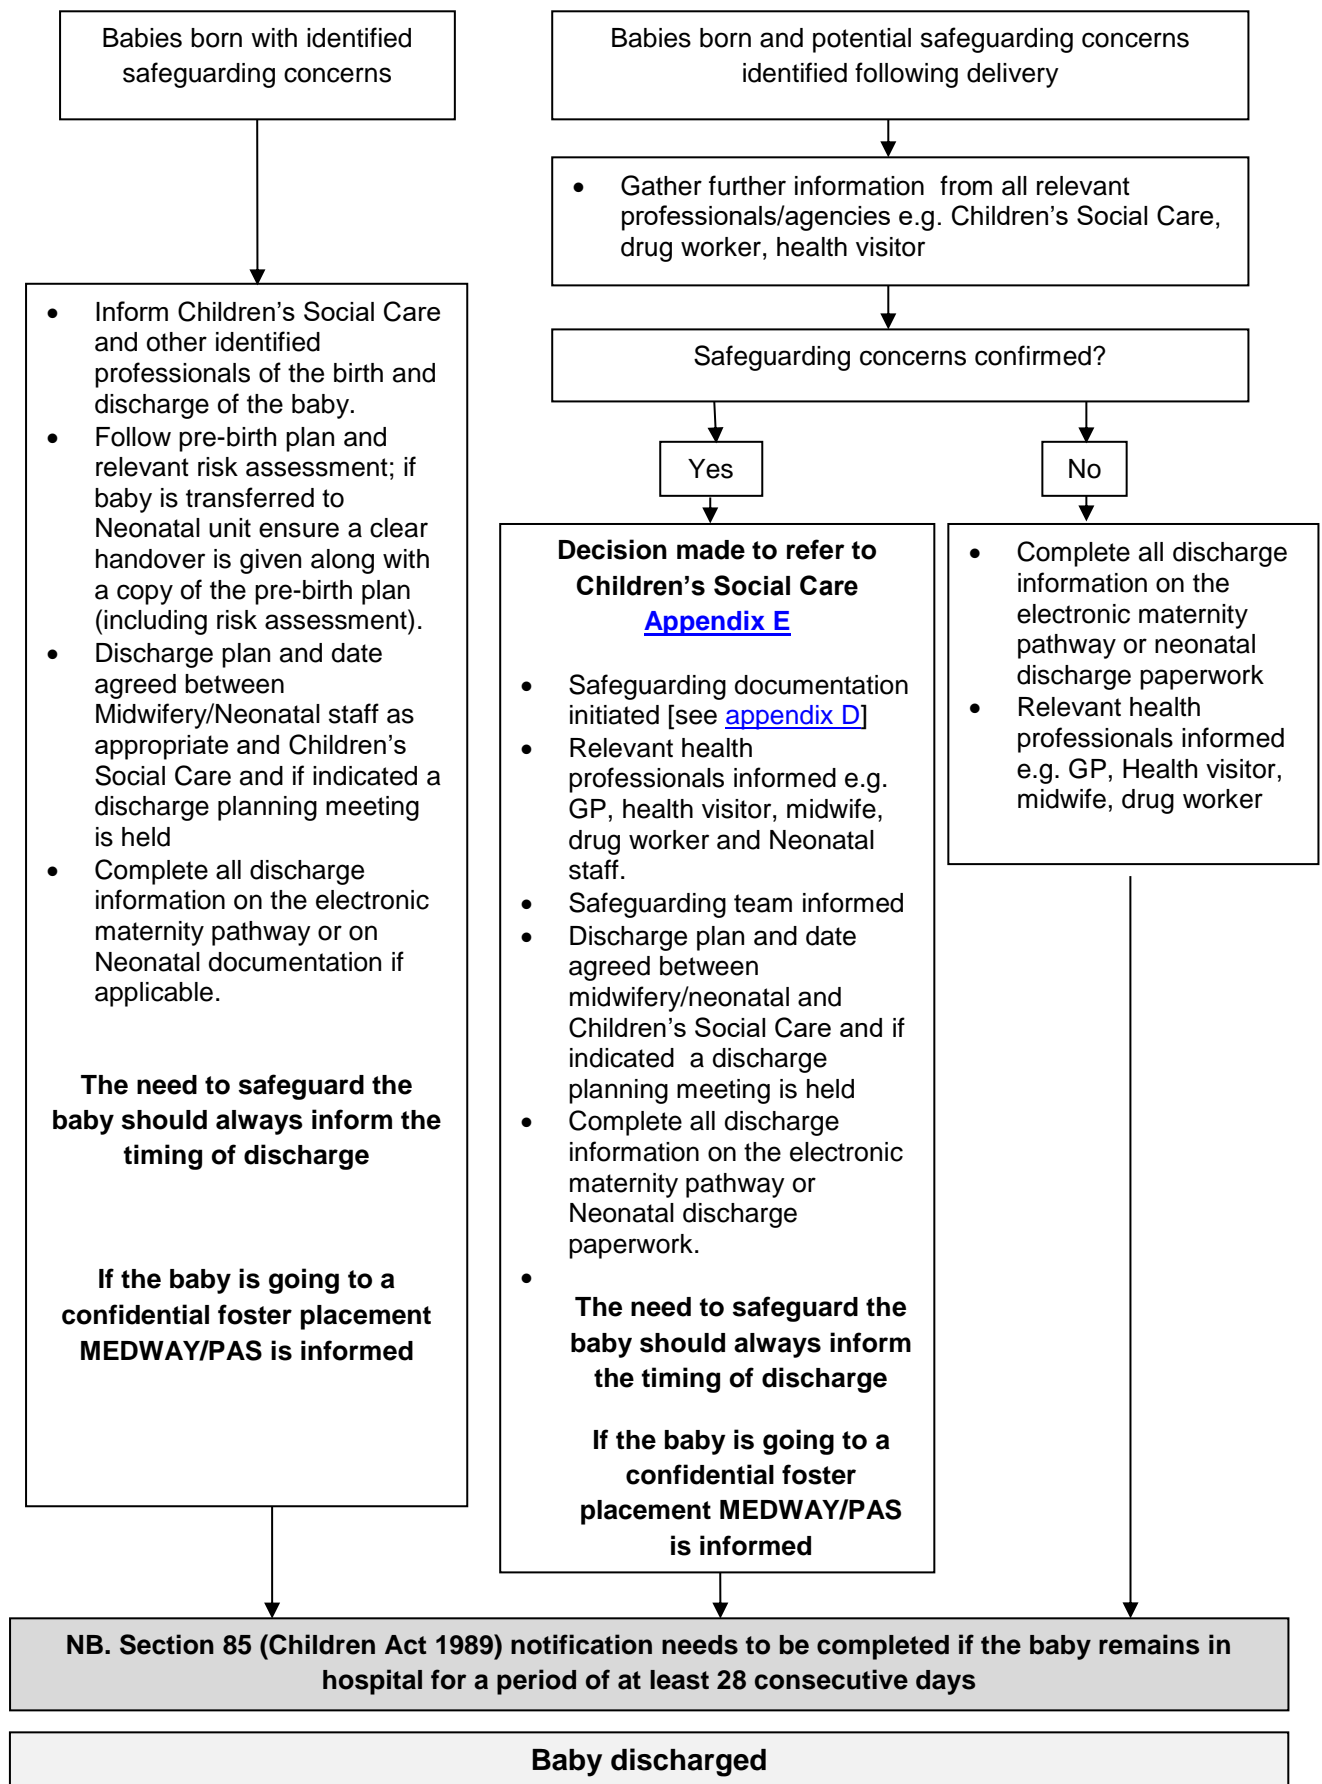 Babies born with identified
safeguarding concerns
Babies born and potential safeguarding concerns
identified following delivery
• Gather further information  from all relevant
professionals/agencies e.g. Children’s Social Care,
drug worker, health visitor
Safeguarding concerns confirmed?
Yes
No
• Inform Children’s Social Care
and other identified
professionals of the birth and
discharge of the baby.
• Follow pre-birth plan and
relevant risk assessment; if
baby is transferred to
Neonatal unit ensure a clear
handover is given along with
a copy of the pre-birth plan
(including risk assessment).
• Discharge plan and date
agreed between
Midwifery/Neonatal staff as
appropriate and Children’s
Social Care and if indicated a
discharge planning meeting
is held
• Complete all discharge
information on the electronic
maternity pathway or on
Neonatal documentation if
applicable.
The need to safeguard the
baby should always inform the
timing of discharge
If the baby is going to a
confidential foster placement
MEDWAY/PAS is informed
Decision made to refer to
Children’s Social Care
Appendix E
• Safeguarding documentation
initiated [see appendix D]
• Relevant health
professionals informed e.g.
GP, health visitor, midwife,
drug worker and Neonatal
staff.
• Safeguarding team informed
• Discharge plan and date
agreed between
midwifery/neonatal and
Children’s Social Care and if
indicated  a discharge
planning meeting is held
• Complete all discharge
information on the electronic
maternity pathway or
Neonatal discharge
paperwork.
•
The need to safeguard the
baby should always inform
the timing of discharge
If the baby is going to a
confidential foster
placement MEDWAY/PAS
is informed
• Complete all discharge
information on the
electronic maternity
pathway or neonatal
discharge paperwork
• Relevant health
professionals informed
e.g. GP, Health visitor,
midwife, drug worker
NB. Section 85 (Children Act 1989) notification needs to be completed if the baby remains in
hospital for a period of at least 28 consecutive days
Baby discharged